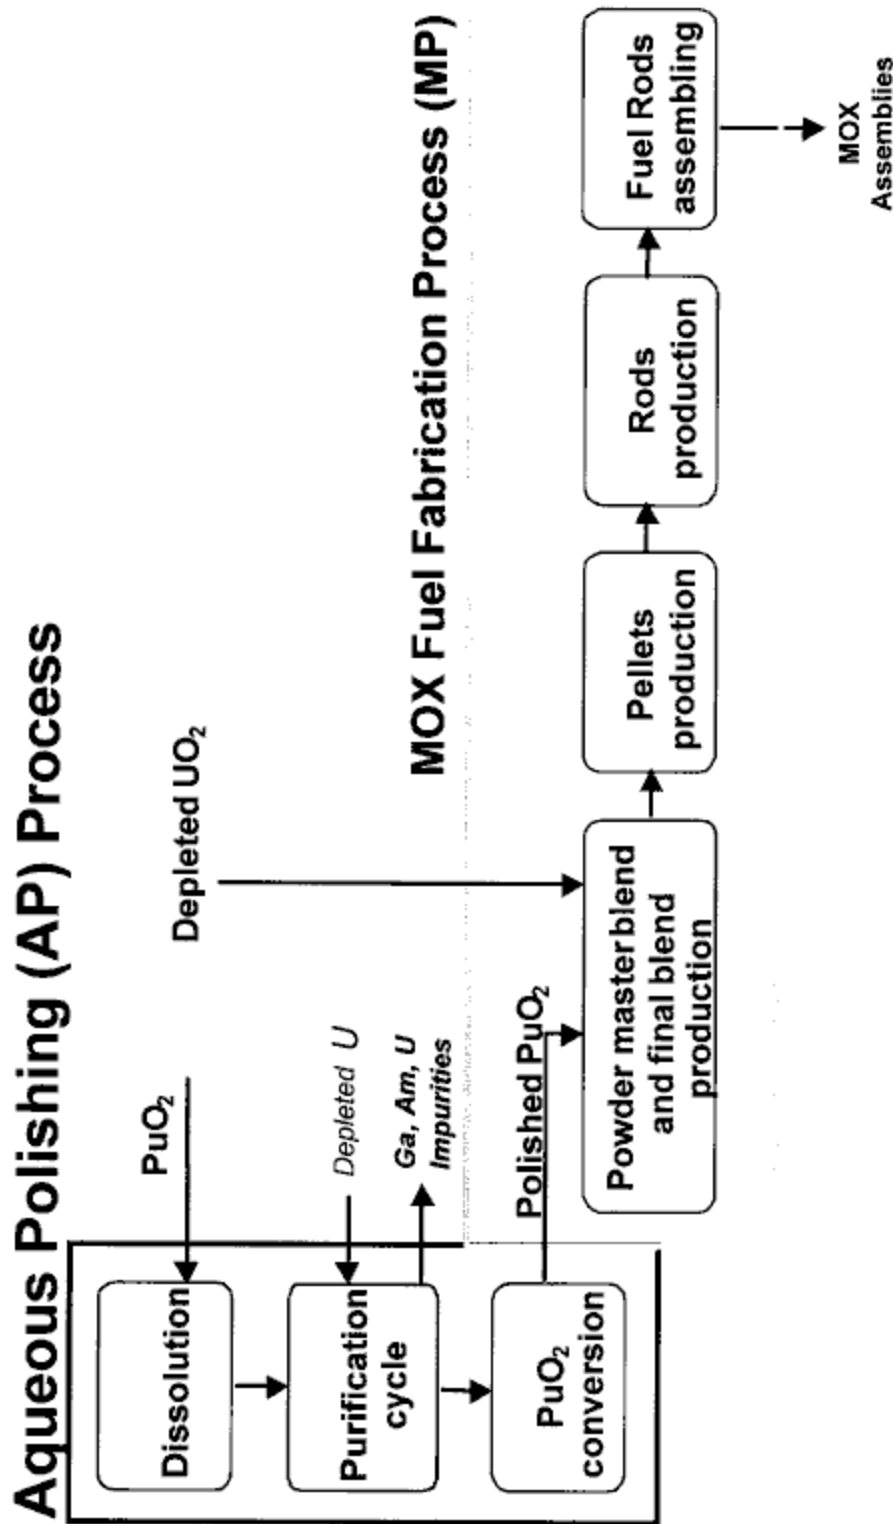 Aqueous Polishing (AP) Process
PuO₂
Depleted UO₂
Dissolution
Depleted U
Purification
cycle
Ga, Am, U
Impurities
MOX Fuel Fabrication Process (MP)
PuO₂
conversion
Polished PuO₂
Powder master blend
and final blend
production
Pellets
production
Rods
production
Fuel Rods
assembling
MOX
Assemblies